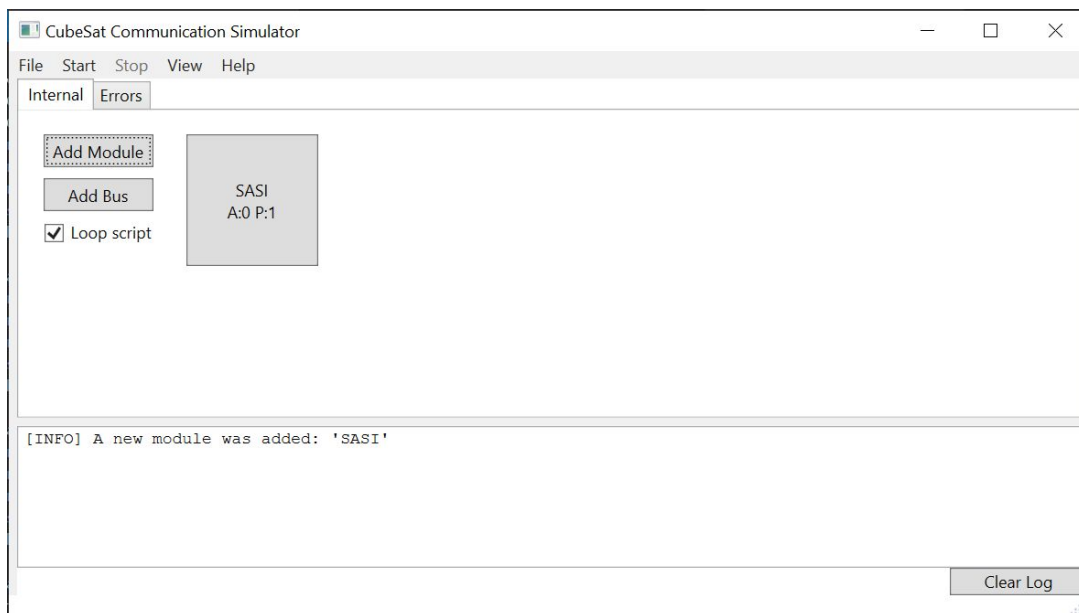 CubeSat Communication Simulator
File Start Stop View Help
Internal Errors
Add Module
Add Bus
Loop script
SASI
A:0 P:1
[INFO] A new module was added: 'SASI'
Clear Log